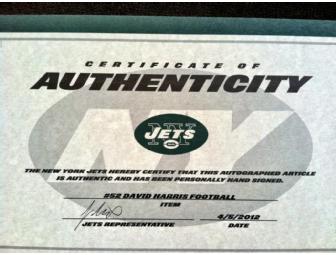 CERTIFICATE OF
AUTHENTICITY
NY
JETS
THE NEW YORK JETS HEREBY CERTIFY THAT THIS AUTOGRAPHED ARTICLE
IS AUTHENTIC AND HAS BEEN PERSONALLY HAND SIGNED.
#52 DAVID HARRIS FOOTBALL
ITEM
4/5/2012
JETS REPRESENTATIVE DATE